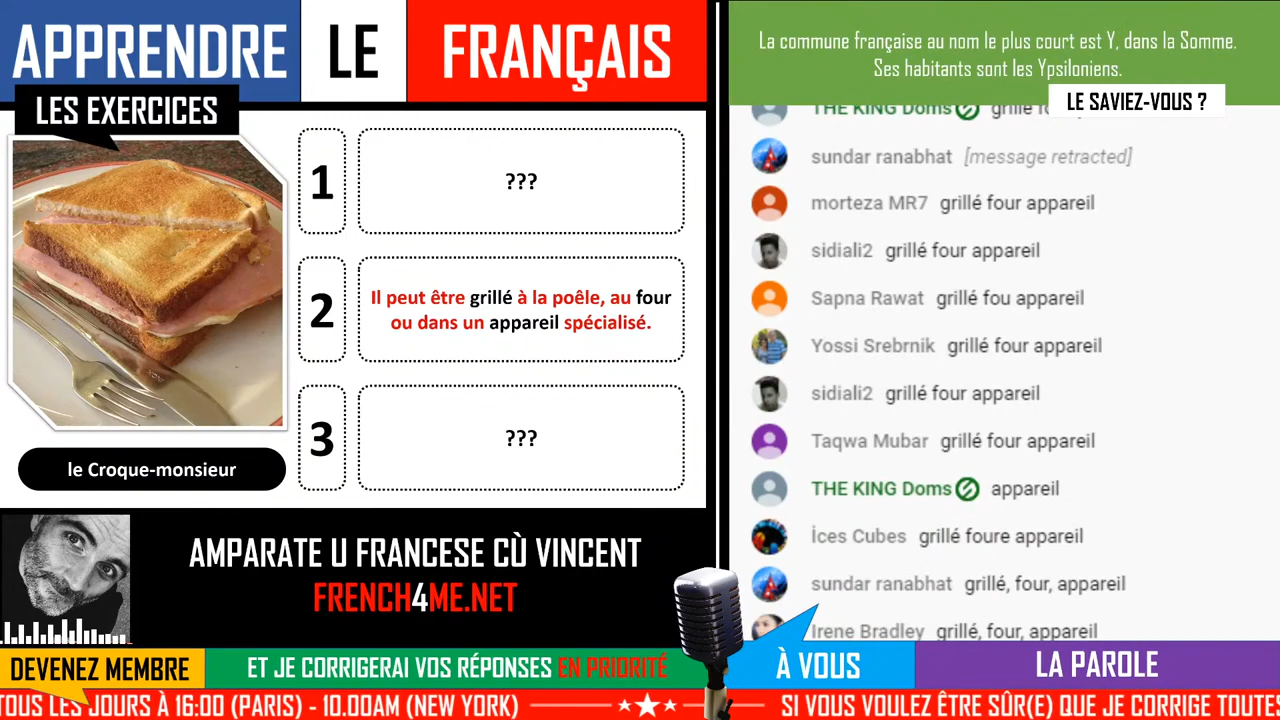 APPRENDRE LE FRANÇAIS
LES EXERCICES
le Croque-monsieur
1
???
2
Il peut être grillé à la poêle, au four
ou dans un appareil spécialisé.
3
???
AMPARATE U FRANCESE CÙ VINCENT
FRENCH4ME.NET
DEVENEZ MEMBRE
ET JE CORRIGERAI VOS RÉPONSES EN PRIORITÉ
La commune française au nom le plus court est Y, dans la Somme.
Ses habitants sont les Ypsiloniens.
LE SAVIEZ-VOUS ?
THE KING Doms grillé
sundar ranabhat [message retracted]
morteza MR7 grillé four appareil
sidiali2 grillé four appareil
Sapna Rawat grillé fou appareil
Yossi Srebrnik grillé four appareil
sidiali2 grillé four appareil
Taqwa Mubar grillé four appareil
THE KING Doms appareil
İces Cubes grillé foure appareil
sundar ranabhat grillé, four, appareil
Irene Bradley grillé, four, appareil
À VOUS
LA PAROLE
TOUS LES JOURS À 16:00 (PARIS) - 10.00AM (NEW YORK)
SI VOUS VOULEZ ÊTRE SÛR(E) QUE JE CORRIGE TOUTES